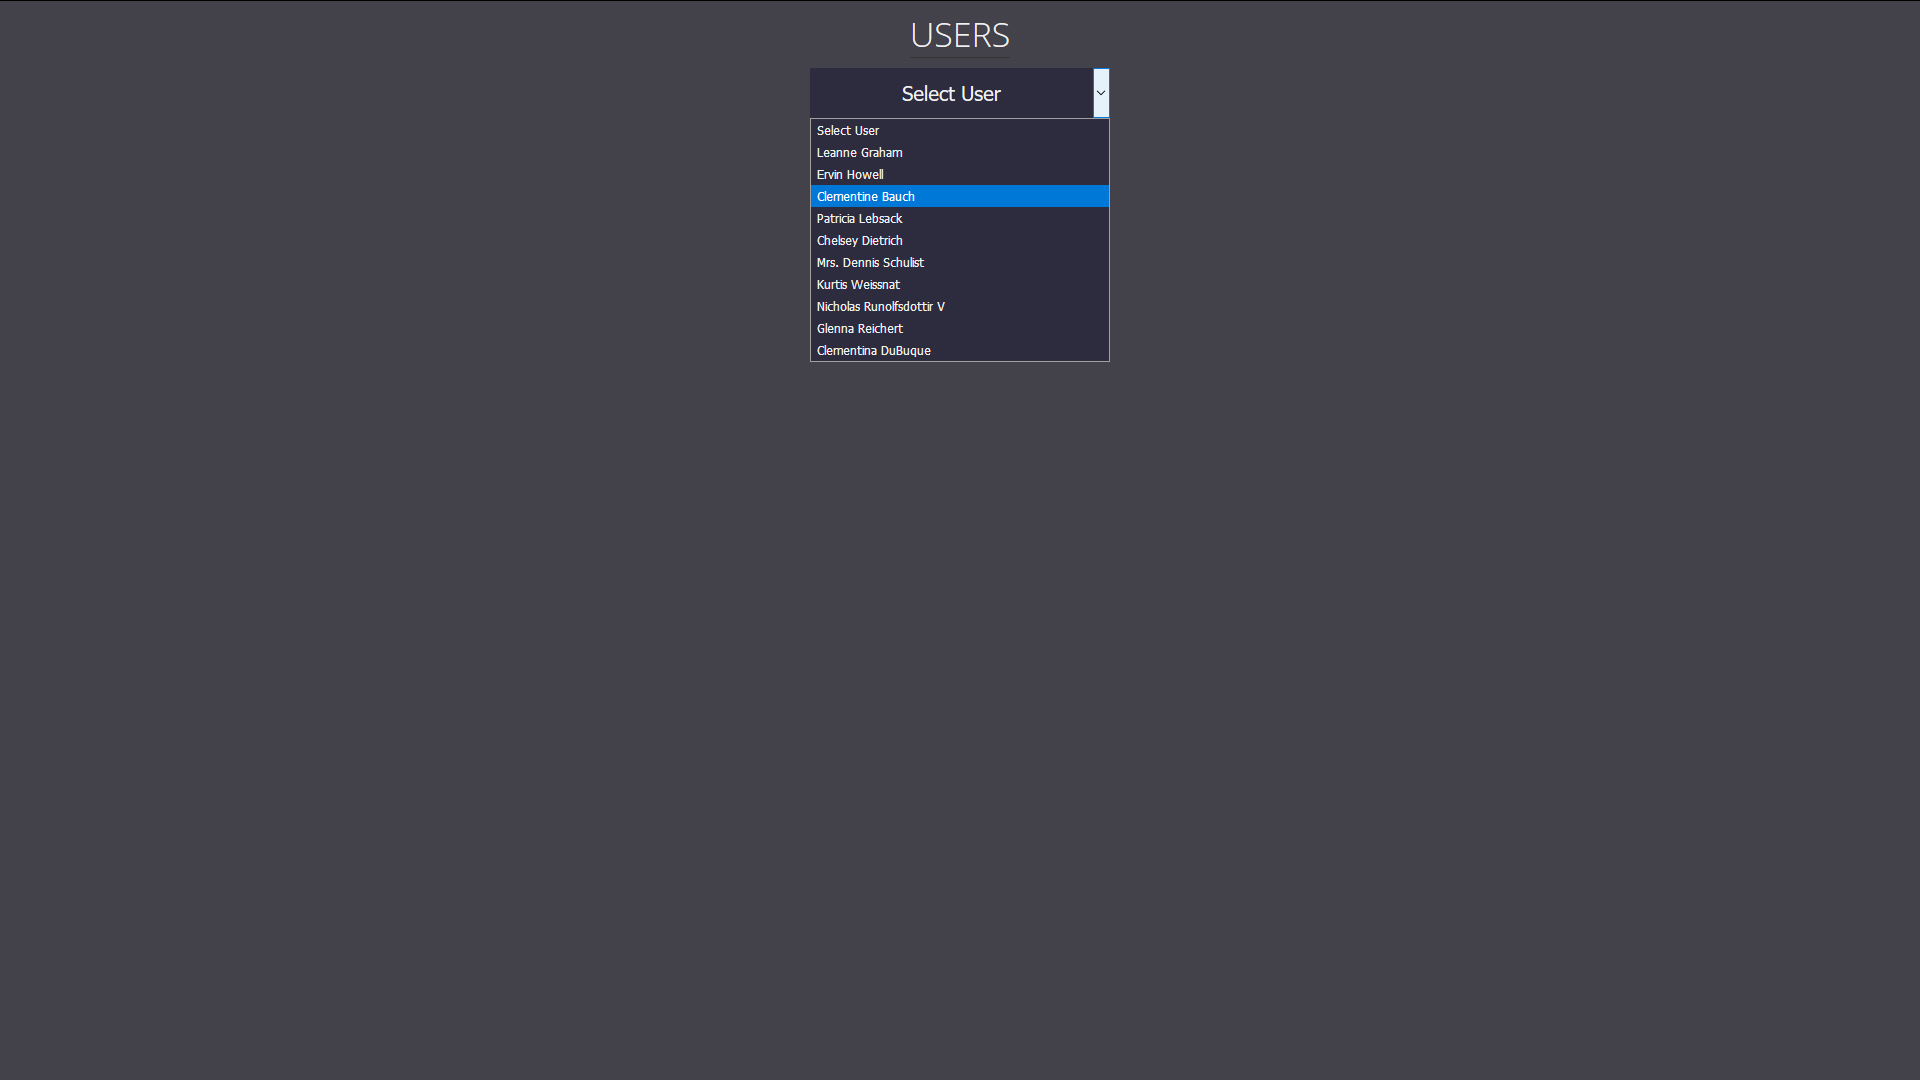 USERS
Select User
Select User
Leanne Graham
Ervin Howell
Clementine Bauch
Patricia Lebsack
Chelsey Dietrich
Mrs. Dennis Schulist
Kurtis Weissnat
Nicholas Runolfsdottir V
Glenna Reichert
Clementina DuBuque